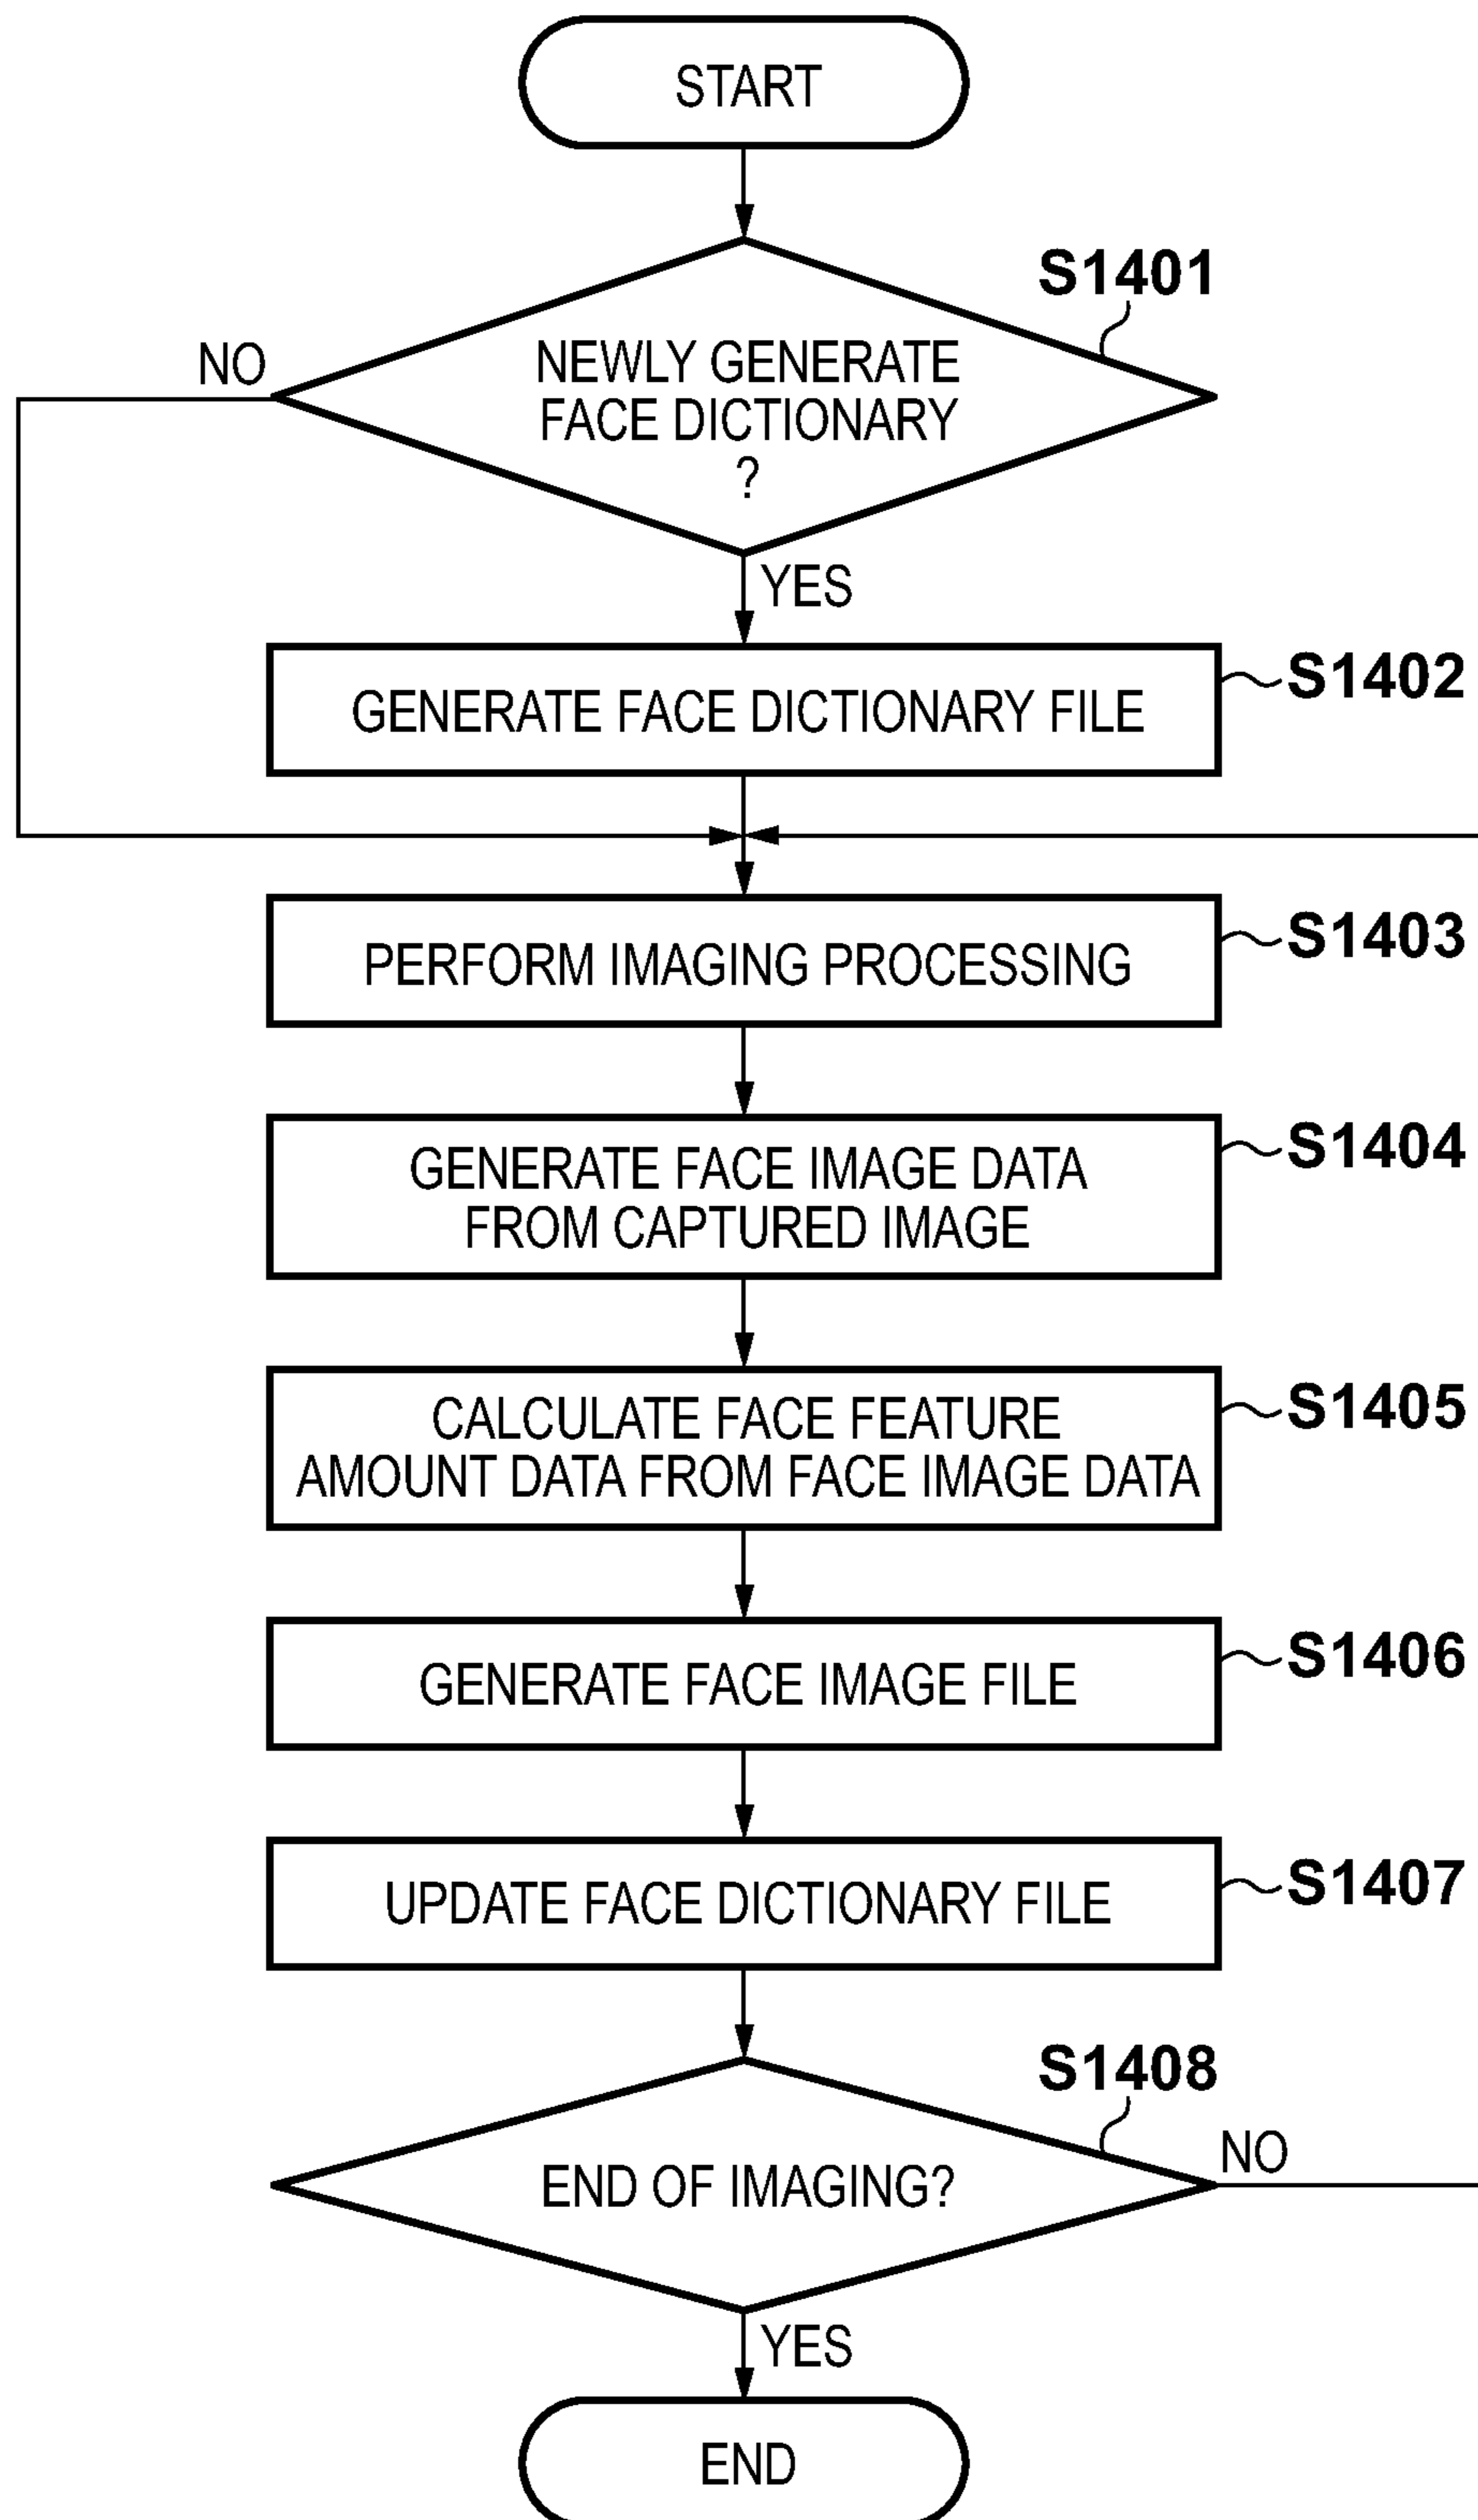 START
S1401
NO
NEWLY GENERATE
FACE DICTIONARY
?
YES
GENERATE FACE DICTIONARY FILE
S1402
PERFORM IMAGING PROCESSING
S1403
GENERATE FACE IMAGE DATA
FROM CAPTURED IMAGE
S1404
CALCULATE FACE FEATURE
AMOUNT DATA FROM FACE IMAGE DATA
S1405
GENERATE FACE IMAGE FILE
S1406
UPDATE FACE DICTIONARY FILE
S1407
S1408
END OF IMAGING?
NO
YES
END